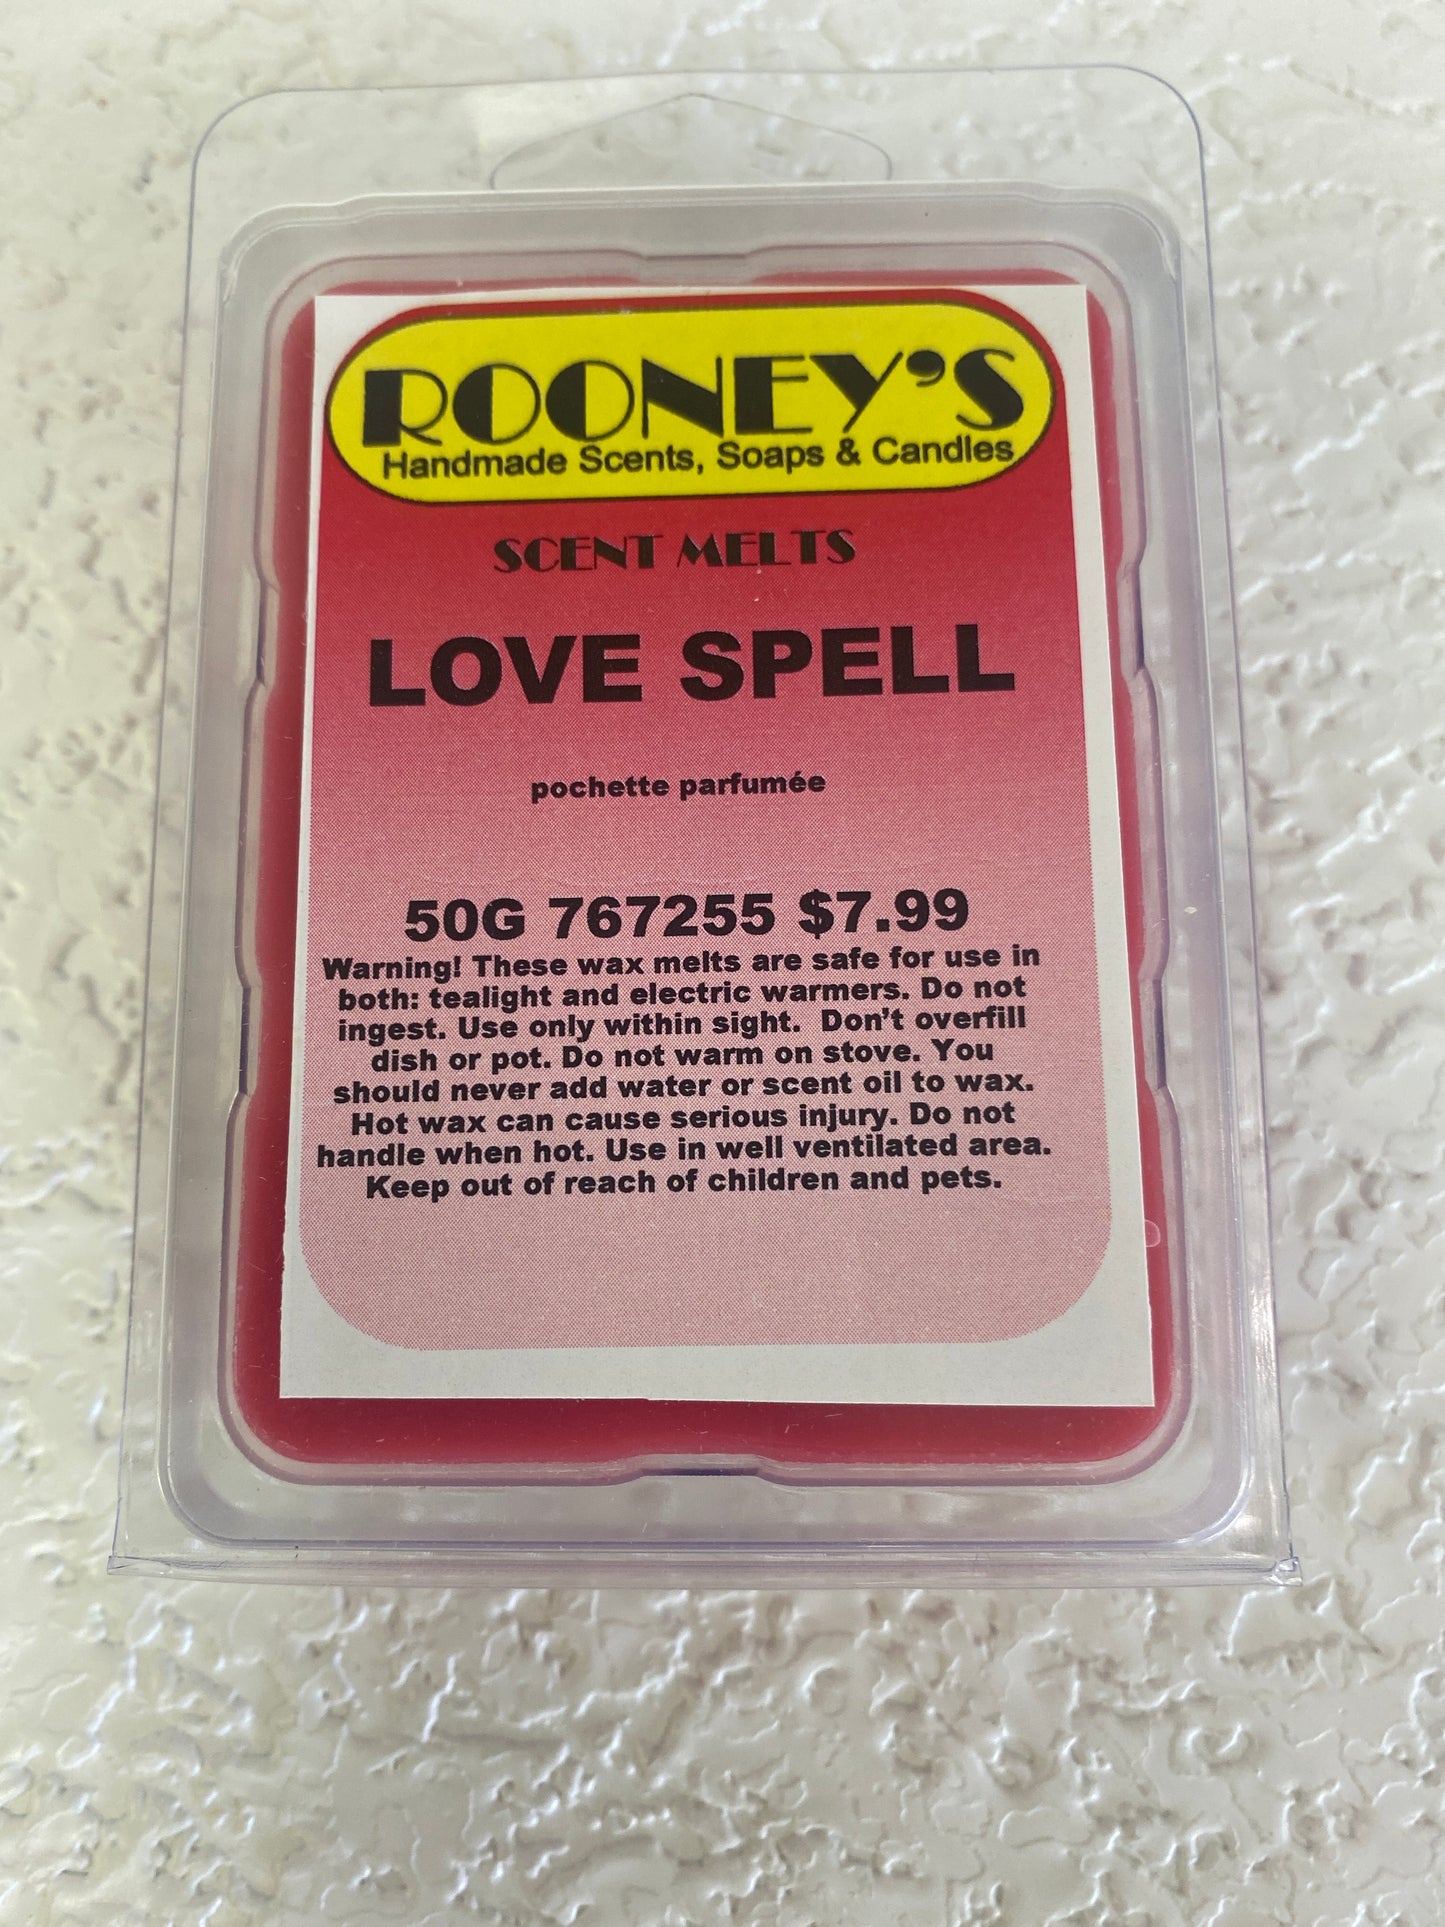 ROONEY'S
Handmade Scents, Soaps & Candles
SCENT MELTS
LOVE SPELL
pochette parfumée
50G 767255 $7.99
Warning! These wax melts are safe for use in
both: tealight and electric warmers. Do not
ingest. Use only within sight. Don't overfill
dish or pot. Do not warm on stove. You
should never add water or scent oil to wax.
Hot wax can cause serious injury. Do not
handle when hot. Use in well ventilated area.
Keep out of reach of children and pets.